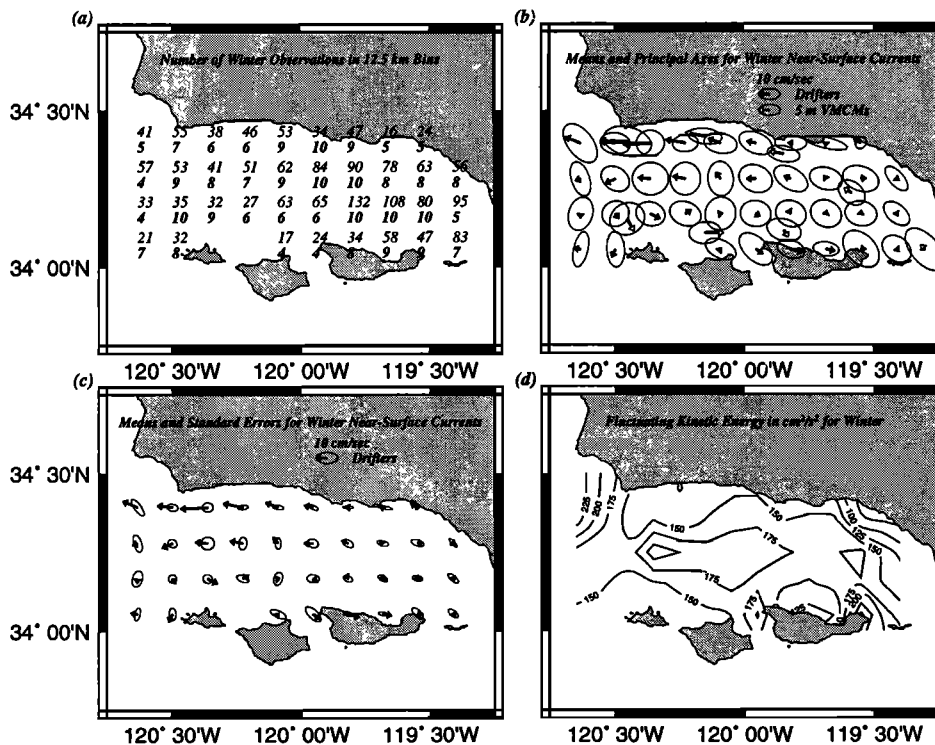 (a)
Number of Winter Observations in 12.5 km Bins
41 55 38 46 53 34 47 16 24
5 7 6 6 9 10 9 5 5
57 53 41 51 62 84 90 78 63 56
4 9 8 7 9 10 10 8 8 8
33 35 32 27 63 65 132 108 80 95
4 10 9 6 6 6 10 10 10 5
21 32 17 24 34 58 47 83
7 8 4 4 8 9 9 7
34° 30'N
34° 00'N
120° 30'W 120° 00'W 119° 30'W
(b)
Means and Principal Axes for Winter Near-Surface Currents
10 cm/sec
Drifters
5 m VMCMs
120° 30'W 120° 00'W 119° 30'W
(c)
Means and Standard Errors for Winter Near-Surface Currents
10 cm/sec
Drifters
34° 30'N
34° 00'N
120° 30'W 120° 00'W 119° 30'W
(d)
Fluctuating Kinetic Energy in cm²/s² for Winter
225
200
175
150
150
175
175
150
100
125
150
175
175
200
120° 30'W 120° 00'W 119° 30'W